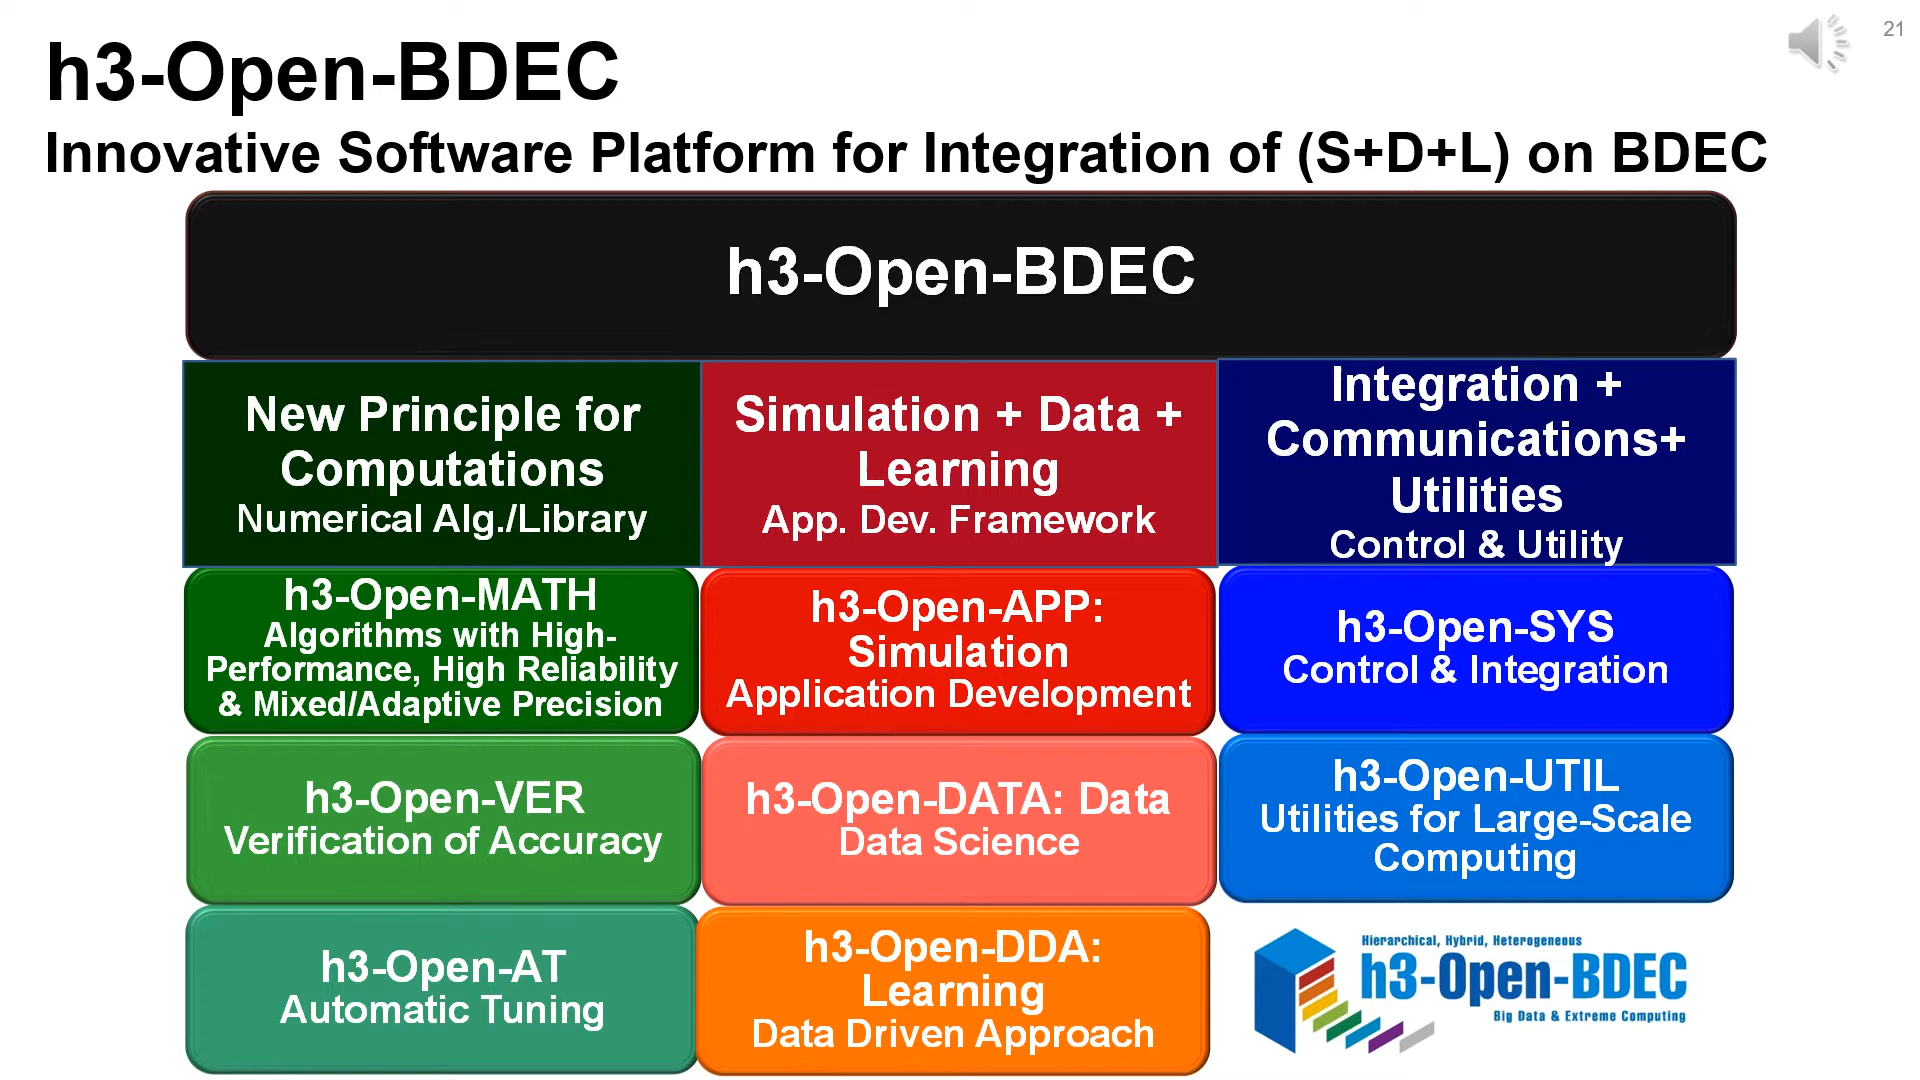 21
h3-Open-BDEC
Innovative Software Platform for Integration of (S+D+L) on BDEC
h3-Open-BDEC
New Principle for
Computations
Numerical Alg./Library
Simulation + Data +
Learning
App. Dev. Framework
Integration +
Communications+
Utilities
Control & Utility
h3-Open-MATH
Algorithms with High-
Performance, High Reliability
& Mixed/Adaptive Precision
h3-Open-APP:
Simulation
Application Development
h3-Open-SYS
Control & Integration
h3-Open-VER
Verification of Accuracy
h3-Open-DATA: Data
Data Science
h3-Open-UTIL
Utilities for Large-Scale
Computing
h3-Open-AT
Automatic Tuning
h3-Open-DDA:
Learning
Data Driven Approach
Hierarchical, Hybrid, Heterogeneous
h3-Open-BDEC
Big Data & Extreme Computing